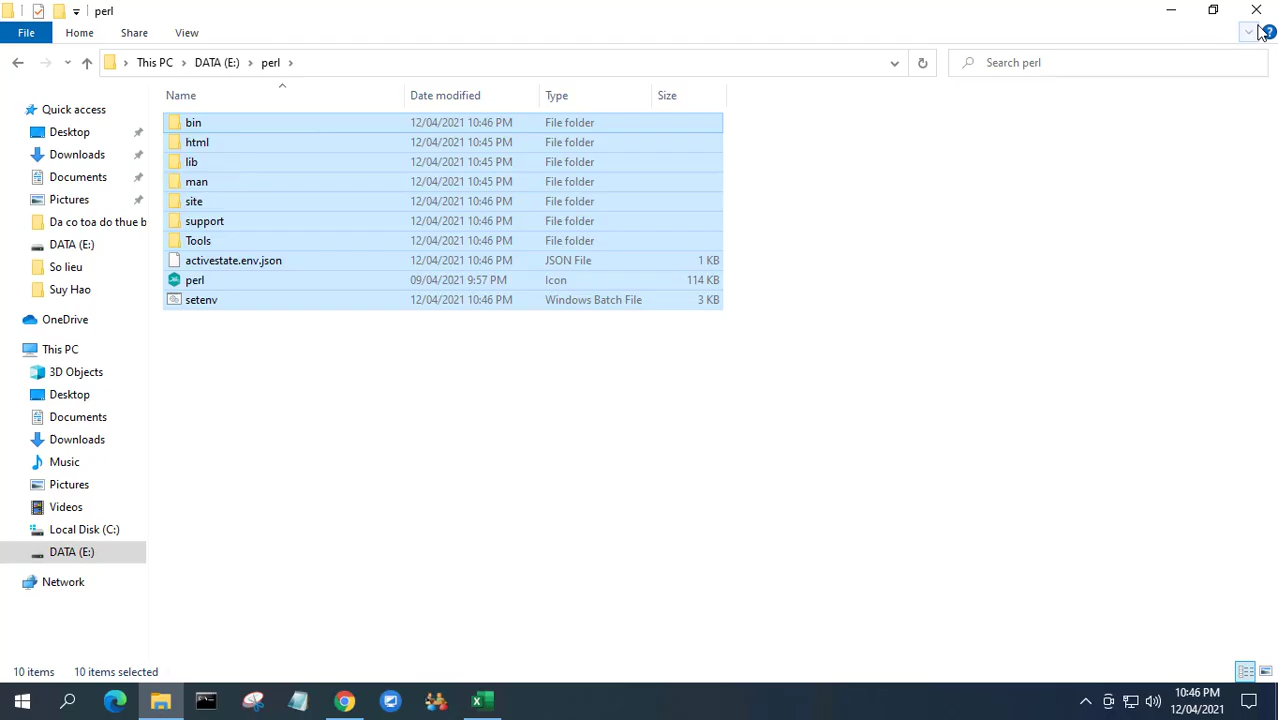 perl
File Home Share View
This PC DATA (E:) perl Search perl
Name Date modified Type Size
bin 12/04/2021 10:46 PM File folder
html 12/04/2021 10:45 PM File folder
lib 12/04/2021 10:46 PM File folder
man 12/04/2021 10:45 PM File folder
site 12/04/2021 10:46 PM File folder
support 12/04/2021 10:46 PM File folder
Tools 12/04/2021 10:46 PM File folder
activestate.env.json 12/04/2021 10:46 PM JSON File 1 KB
perl 09/04/2021 9:57 PM Icon 114 KB
setenv 12/04/2021 10:46 PM Windows Batch File 3 KB
Quick access
Desktop
Downloads
Documents
Pictures
Da co toa do thue b
DATA (E:)
So lieu
Suy Hao
OneDrive
This PC
3D Objects
Desktop
Documents
Downloads
Music
Pictures
Videos
Local Disk (C:)
DATA (E:)
Network
10 items 10 items selected
10:46 PM
12/04/2021